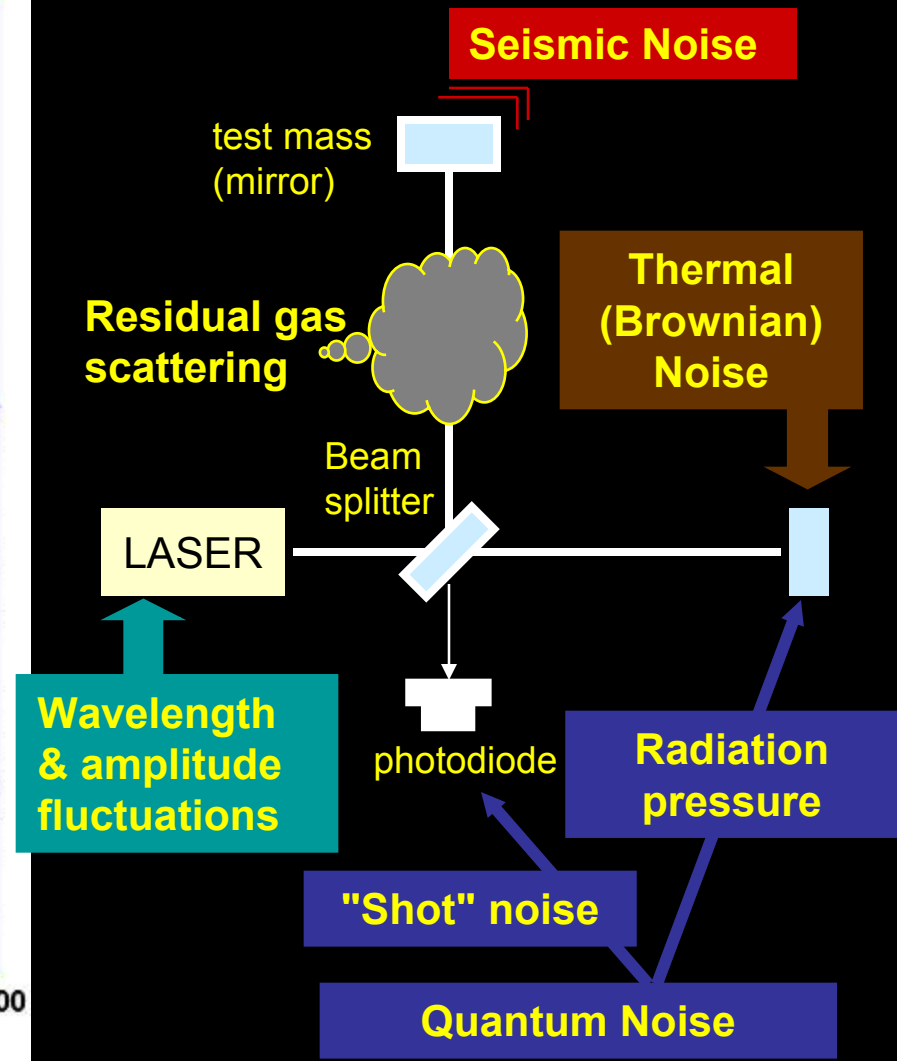 Seismic Noise
test mass
(mirror)
Thermal
(Brownian)
Noise
Residual gas
scattering
Beam
splitter
LASER
Wavelength
& amplitude
fluctuations
photodiode
Radiation
pressure
"Shot" noise
00
Quantum Noise